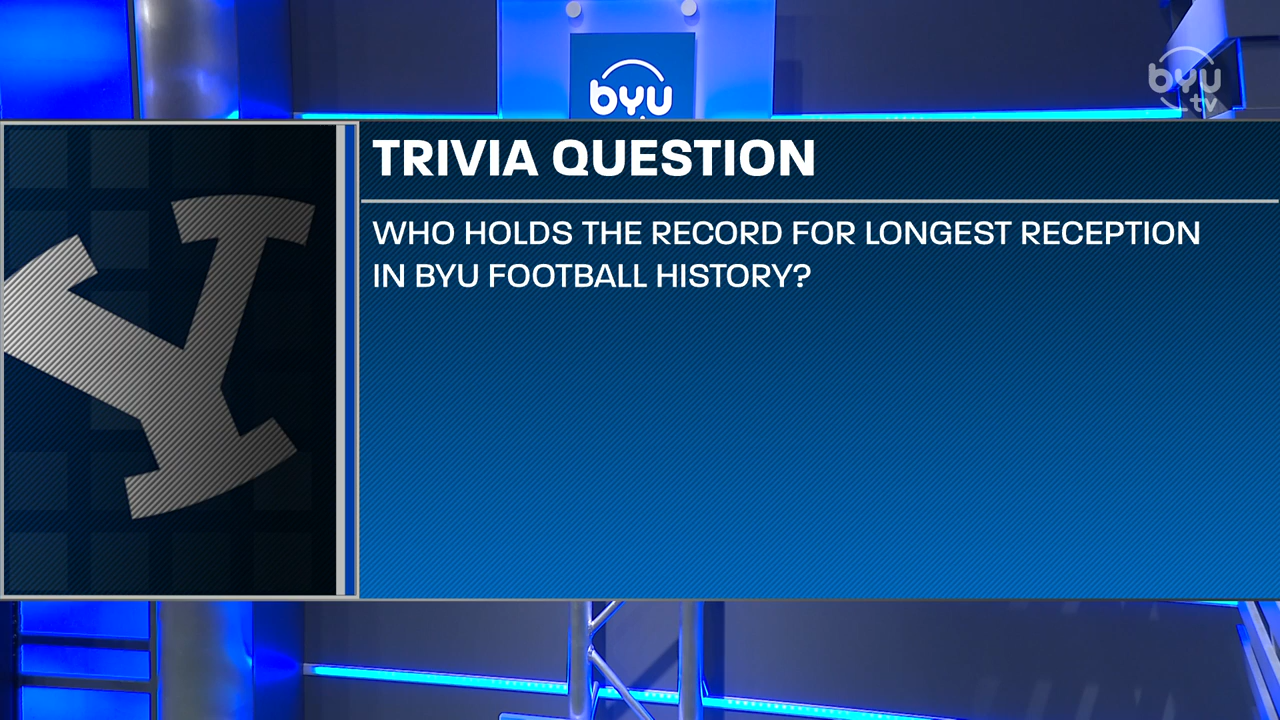 byu
byu
tv
TRIVIA QUESTION
WHO HOLDS THE RECORD FOR LONGEST RECEPTION
IN BYU FOOTBALL HISTORY?